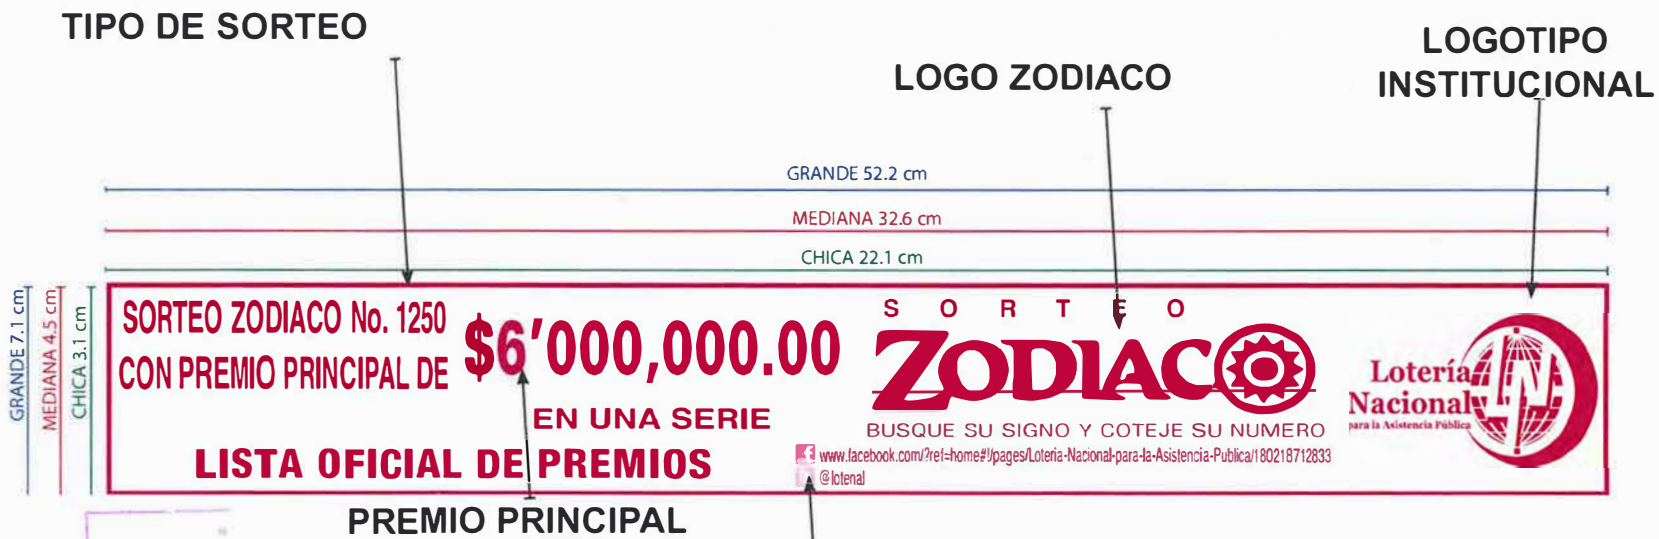 TIPO DE SORTEO
LOGO ZODIACO
LOGOTIPO
INSTITUCIONAL
GRANDE 52.2 cm
MEDIANA 32.6 cm
CHICA 22.1 cm
GRANDE 7.1 cm
MEDIANA 4.5 cm
CHICA 3.1 cm
SORTEO ZODIACO No. 1250
CON PREMIO PRINCIPAL DE
$6'000,000.00
EN UNA SERIE
LISTA OFICIAL DE PREMIOS
SORTEO
ZODIACO
BUSQUE SU SIGNO Y COTEJE SU NUMERO
f www.facebook.com/?ref=home#!/pages/Loteria-Nacional-para-la-Asistencia-Publica/180218712833
@lotenal
Lotería
Nacional
para la Asistencia Pública
LN
PREMIO PRINCIPAL